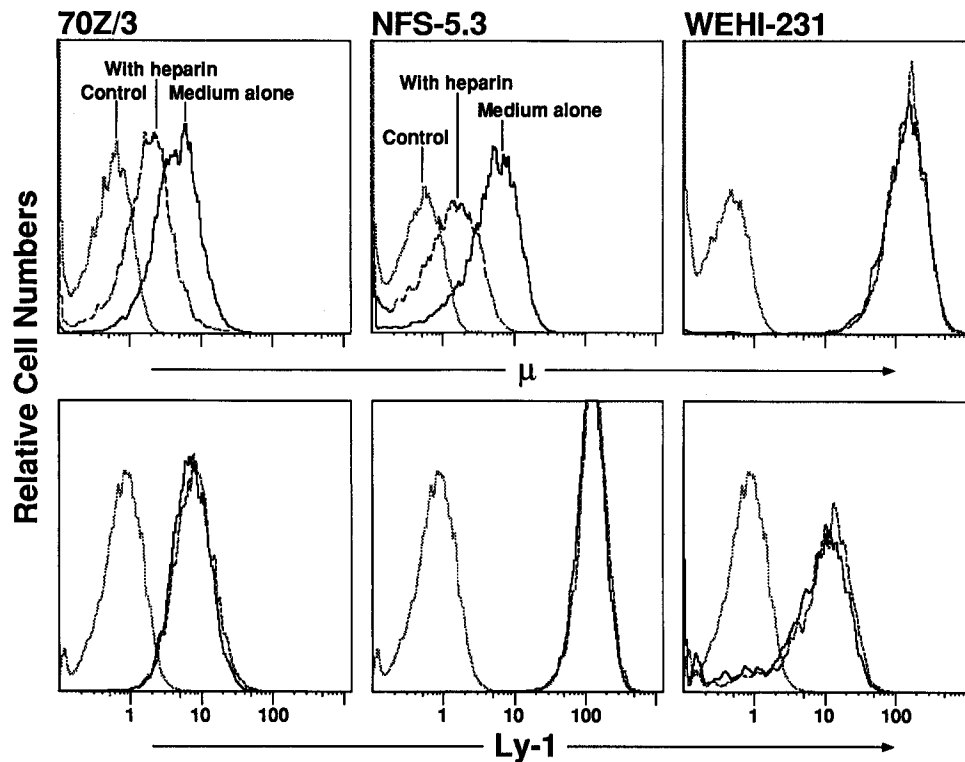 70Z/3
NFS-5.3
WEHI-231
With heparin
Control
Medium alone
With heparin
Medium alone
Control
Relative Cell Numbers
μ
1 10 100
1 10 100
1 10 100
Ly-1